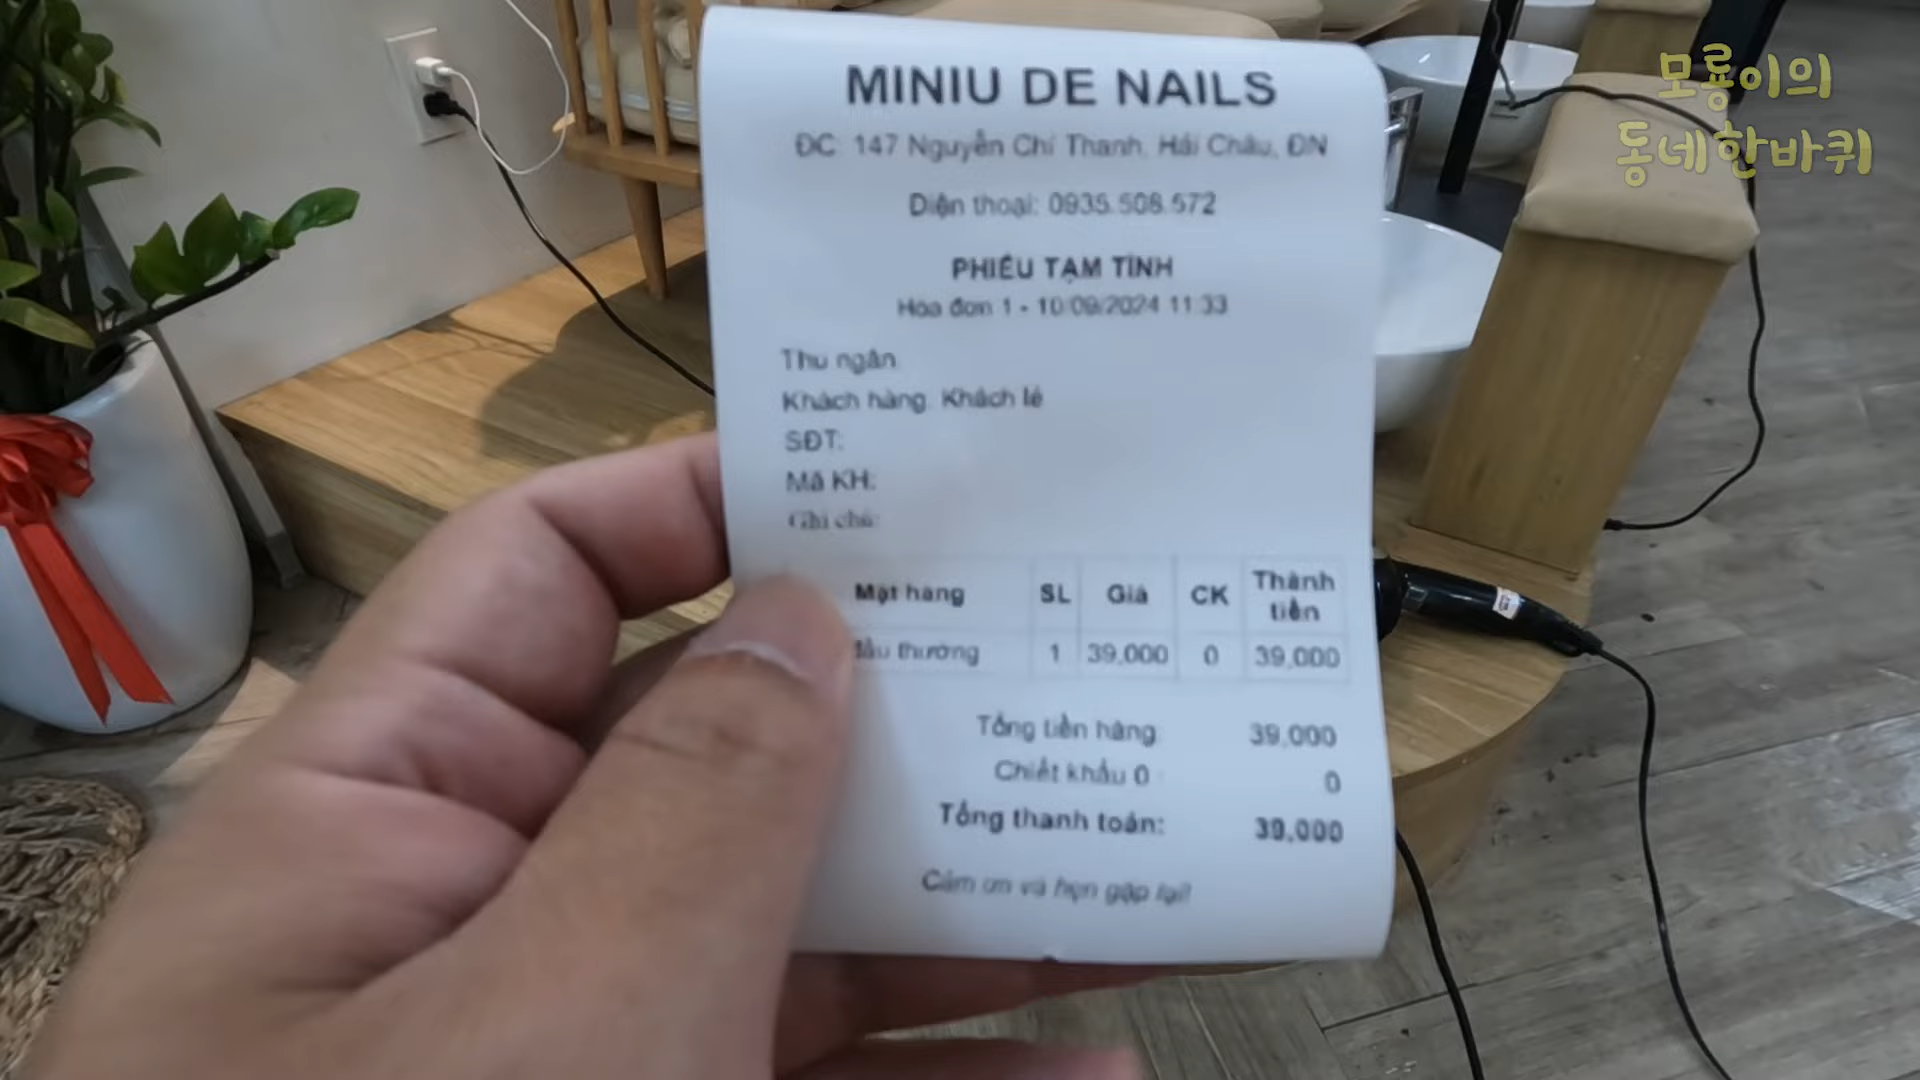 모룡이의
동네한바퀴
MINIU DE NAILS
ĐC: 147 Nguyễn Chí Thanh, Hải Châu, ĐN
Điện thoại: 0935.508.572
PHIẾU TẠM TÍNH
Hóa đơn 1 - 10/09/2024 11:33
Thu ngân:
Khách hàng: Khách lẻ
SĐT:
Mã KH:
Ghi chú:
Mặt hàng SL Giá CK Thành tiền
đầu thường 1 39,000 0 39,000
Tổng tiền hàng: 39,000
Chiết khấu 0 : 0
Tổng thanh toán: 39,000
Cảm ơn và hẹn gặp lại!